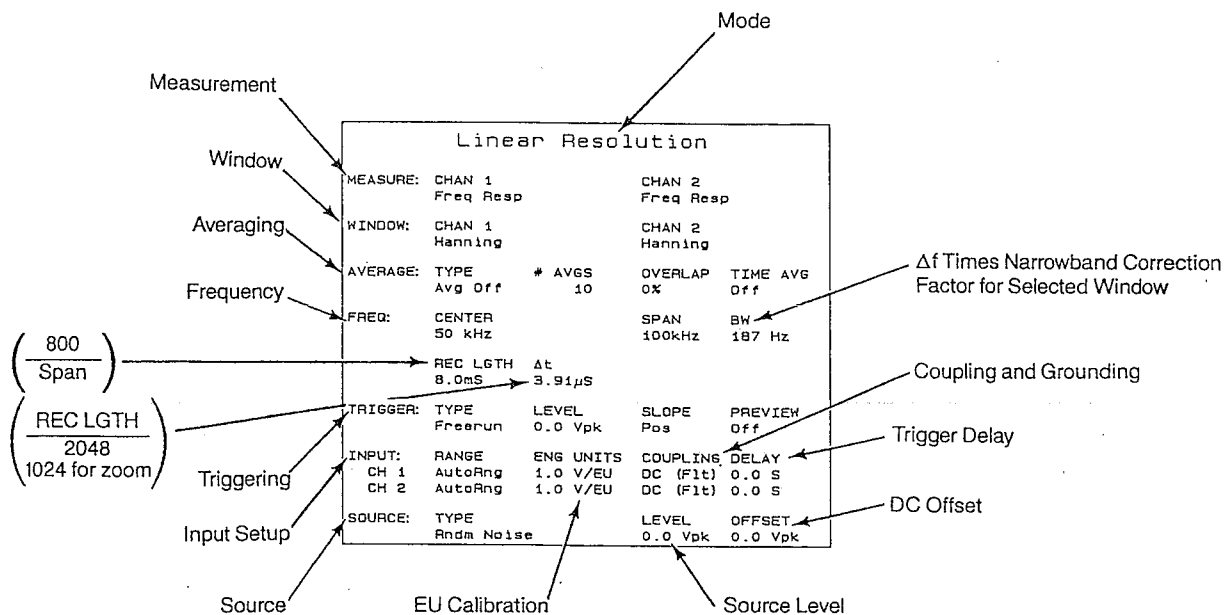 Mode
Measurement
Window
Averaging
Frequency
800
Span
REC LGTH
2048
1024 for zoom
Triggering
Input Setup
Source
Linear Resolution
MEASURE: CHAN 1 CHAN 2
Freq Resp Freq Resp
WINDOW: CHAN 1 CHAN 2
Hanning Hanning
AVERAGE: TYPE # AVGS OVERLAP TIME AVG
Avg Off 10 0% Off
FREQ: CENTER SPAN BW
50 kHz 100kHz 187 Hz
REC LGTH Δt
8.0mS 3.91µS
TRIGGER: TYPE LEVEL SLOPE PREVIEW
Freerun 0.0 Vpk Pos Off
INPUT: RANGE ENG UNITS COUPLING DELAY
CH 1 AutoRng 1.0 V/EU DC (Flt) 0.0 S
CH 2 AutoRng 1.0 V/EU DC (Flt) 0.0 S
SOURCE: TYPE LEVEL OFFSET
Rndm Noise 0.0 Vpk 0.0 Vpk
Δf Times Narrowband Correction
Factor for Selected Window
Coupling and Grounding
Trigger Delay
DC Offset
EU Calibration
Source Level